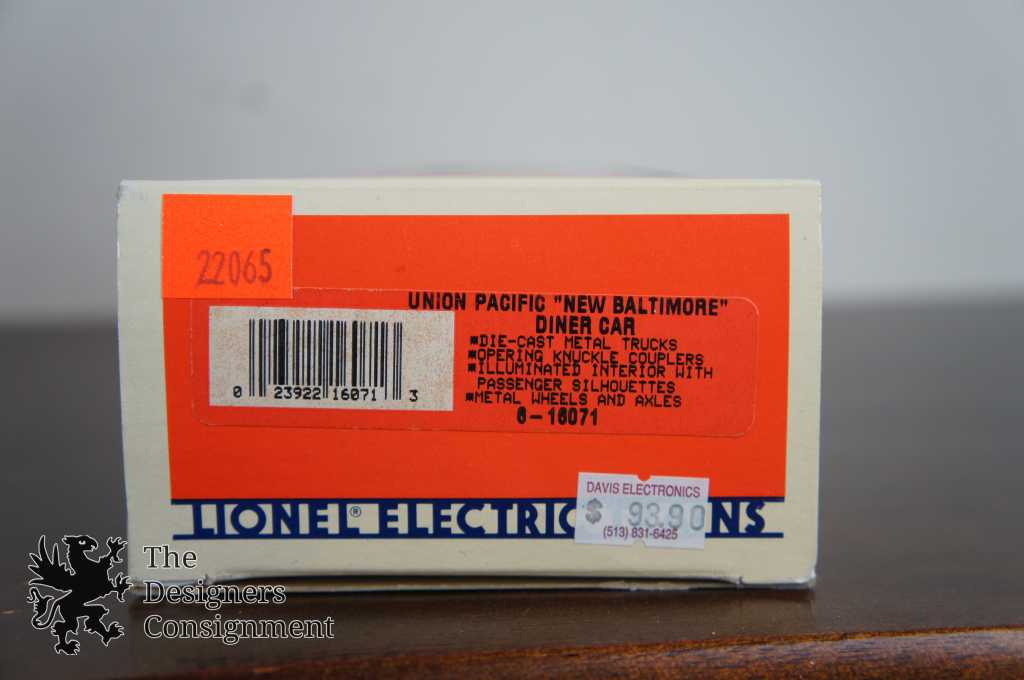 22065
UNION PACIFIC "NEW BALTIMORE"
DINER CAR
*DIE-CAST METAL TRUCKS
*OPERING KNUCKLE COUPLERS
*ILLUMINATED INTERIOR WITH
PASSENGER SILHOUETTES
*METAL WHEELS AND AXLES
6-16071
0 23922 16071 3
DAVIS ELECTRONICS
$ 93.90
(513) 831-6425
LIONEL® ELECTRIC NS
The
Designers
Consignment